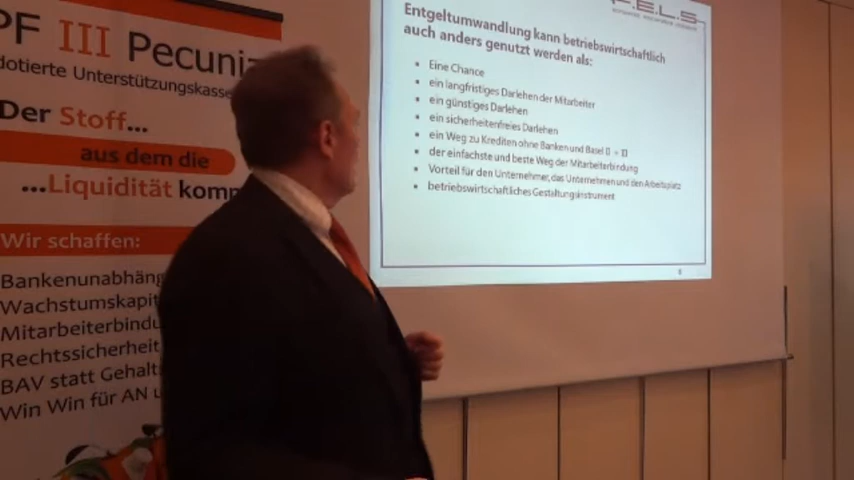 PF III Pecunia
dotierte Unterstützungskasse
Der Stoff...
aus dem die
...Liquidität komm
Wir schaffen:
Bankenunabhäng
Wachstumskapit
Mitarbeiterbindu
Rechtssicherheit
BAV statt Gehalt
Win Win für AN u
F.E.L.S
Entgeltumwandlung kann betriebswirtschaftlich
auch anders genutzt werden als:
▪ Eine Chance
▪ ein langfristiges Darlehen der Mitarbeiter
▪ ein günstiges Darlehen
▪ ein sicherheitenfreies Darlehen
▪ ein Weg zu Krediten ohne Banken und Basel II + III
▪ der einfachste und beste Weg der Mitarbeiterbindung
▪ Vorteil für den Unternehmer, das Unternehmen und den Arbeitsplatz
▪ betriebswirtschaftliches Gestaltungsinstrument